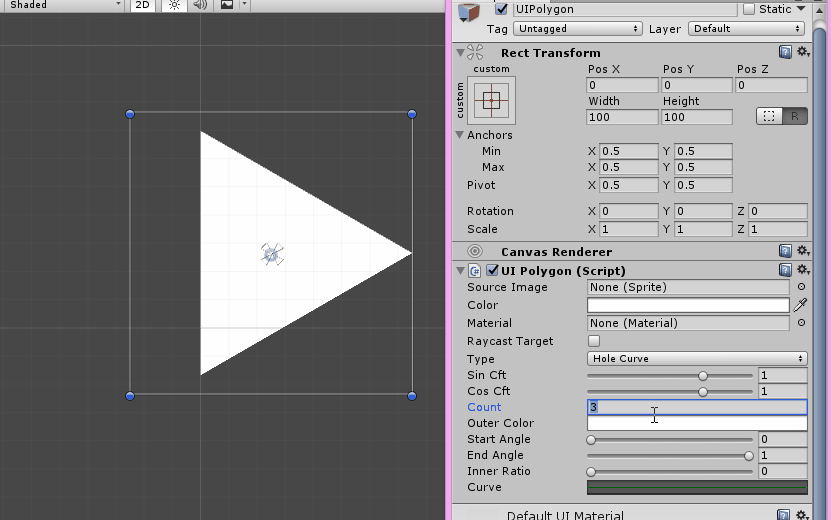 Shaded
2D
UIPolygon
Static
Tag Untagged Layer Default
Rect Transform
custom
custom
Pos X Pos Y Pos Z
0 0 0
Width Height
100 100
R
Anchors
Min X 0.5 Y 0.5
Max X 0.5 Y 0.5
Pivot X 0.5 Y 0.5
Rotation X 0 Y 0 Z 0
Scale X 1 Y 1 Z 1
Canvas Renderer
UI Polygon (Script)
Source Image None (Sprite)
Color
Material None (Material)
Raycast Target
Type Hole Curve
Sin Cft 1
Cos Cft 1
Count 3
Outer Color
Start Angle 0
End Angle 1
Inner Ratio 0
Curve
Default UI Material